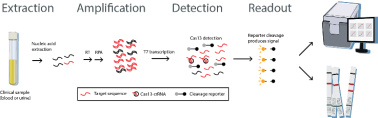 Extraction
Amplification
Detection
Readout
Nucleic acid
extraction
RT
RPA
T7 transcription
Cas13 detection
Reporter cleavage
produces signal
Clinical sample
(blood or urine)
Target sequence
Cas13-crRNA
Cleavage reporter